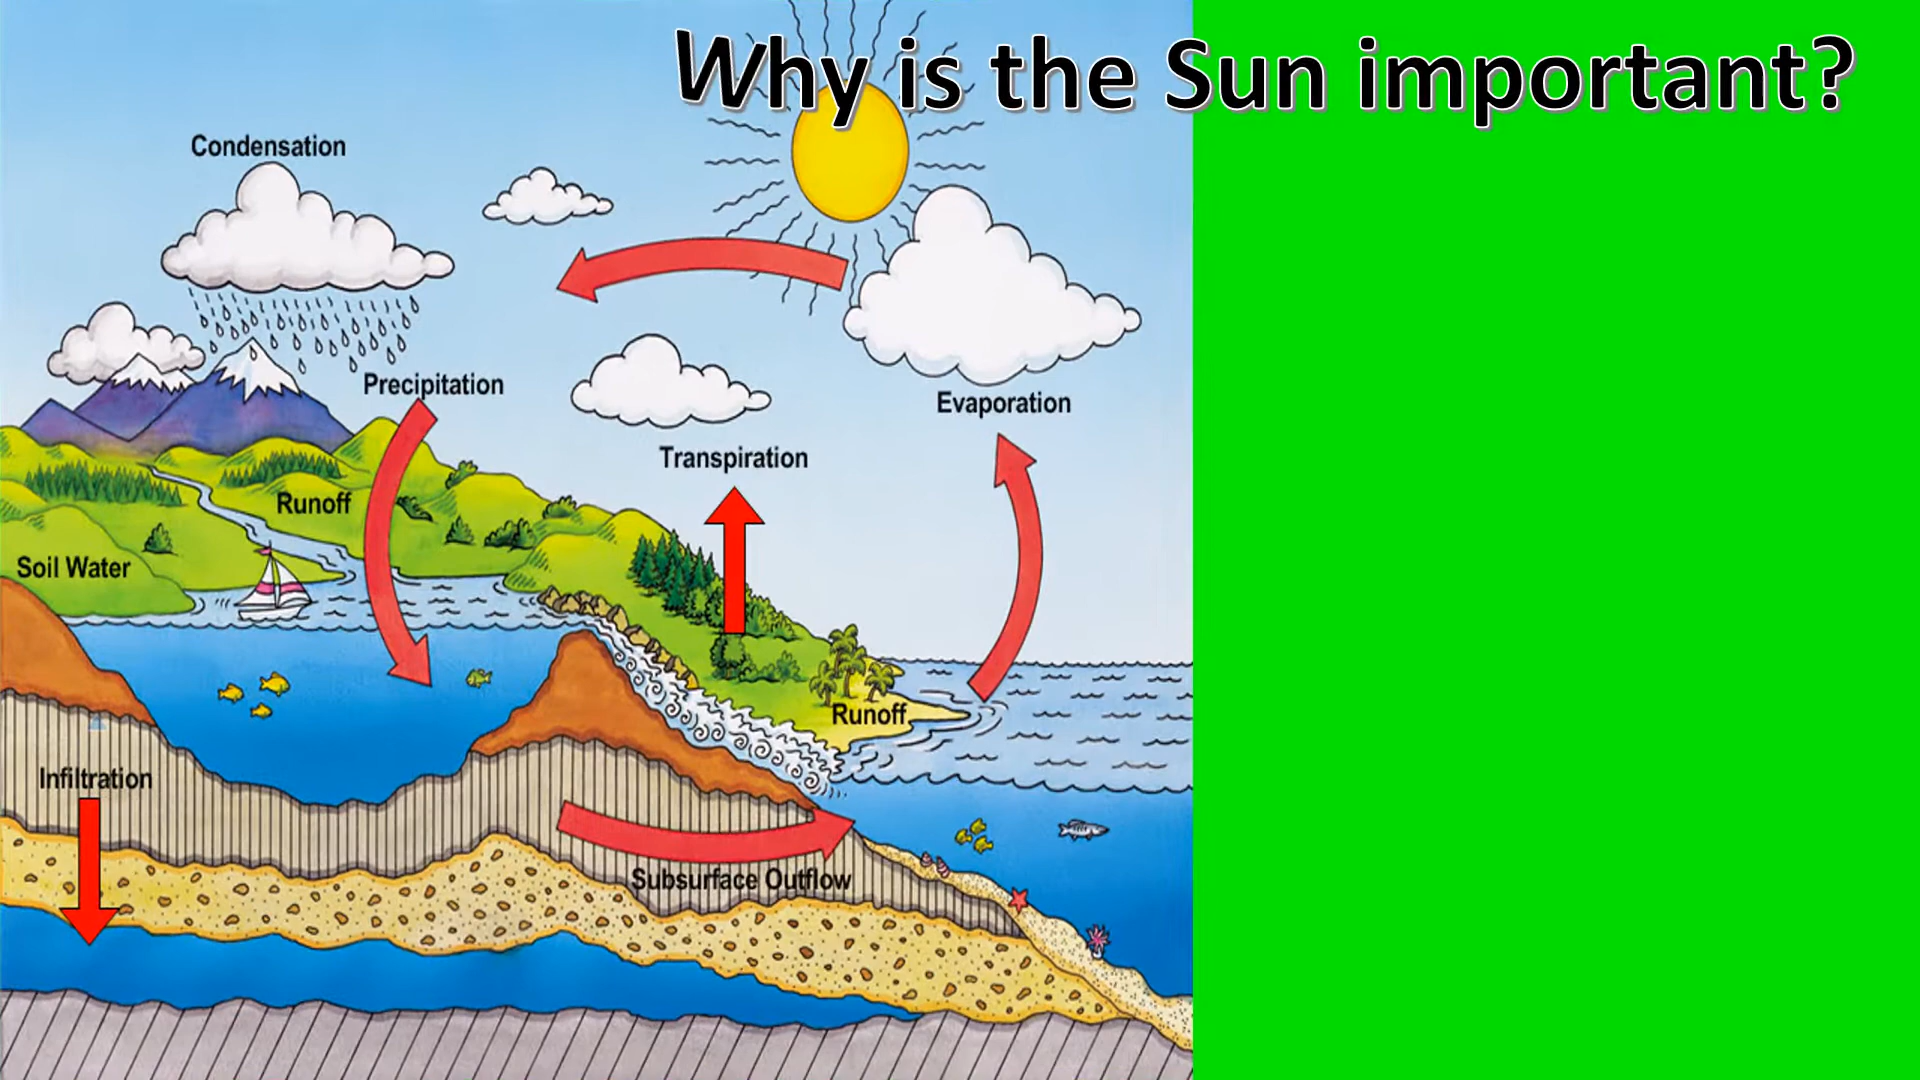 Why is the Sun important?
Condensation
Precipitation
Evaporation
Transpiration
Runoff
Soil Water
Runoff
Infiltration
Subsurface Outflow